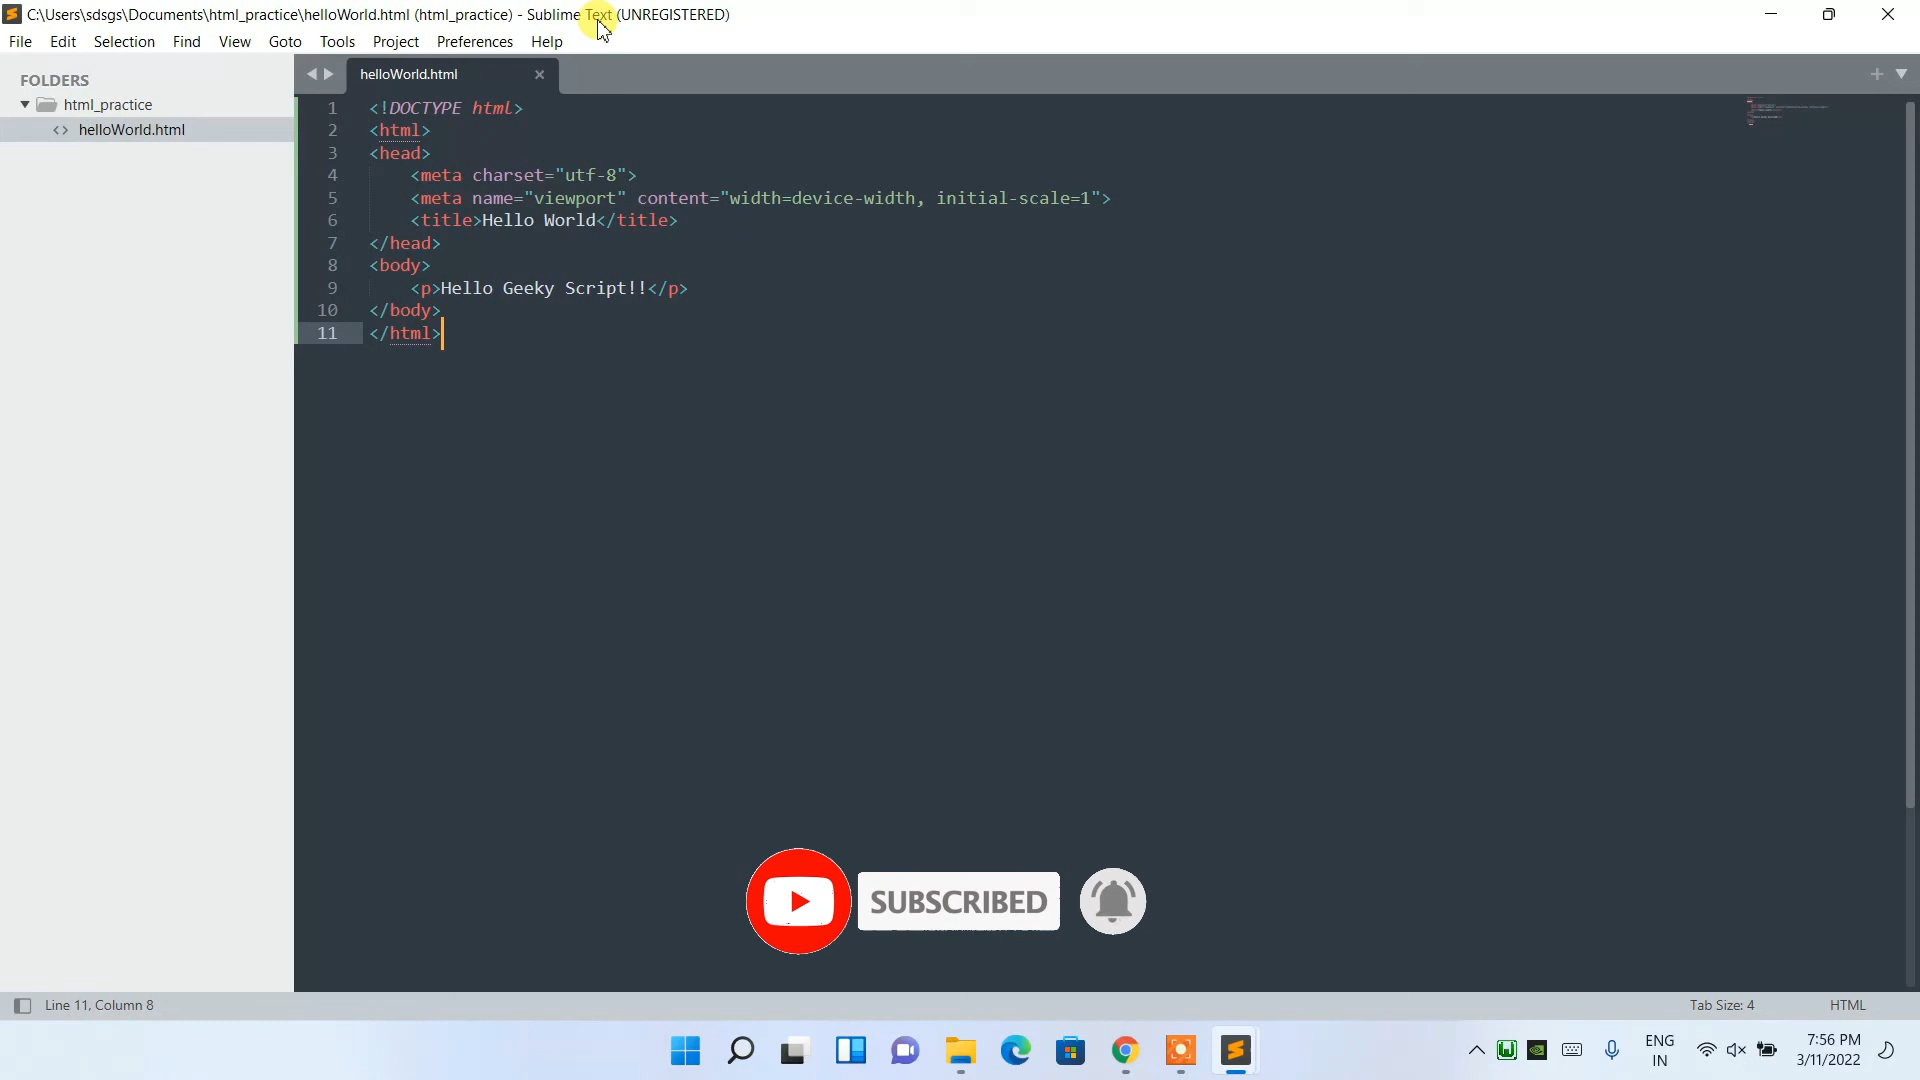 C:\Users\sdsgs\Documents\html_practice\helloWorld.html (html_practice) - Sublime Text (UNREGISTERED)
File Edit Selection Find View Goto Tools Project Preferences Help
FOLDERS
html_practice
helloWorld.html
helloWorld.html
1 <!DOCTYPE html>
2 <html>
3 <head>
4 <meta charset="utf-8">
5 <meta name="viewport" content="width=device-width, initial-scale=1">
6 <title>Hello World</title>
7 </head>
8 <body>
9 <p>Hello Geeky Script!!</p>
10 </body>
11 </html>
SUBSCRIBED
Line 11, Column 8
Tab Size: 4
HTML
ENG
IN
7:56 PM
3/11/2022